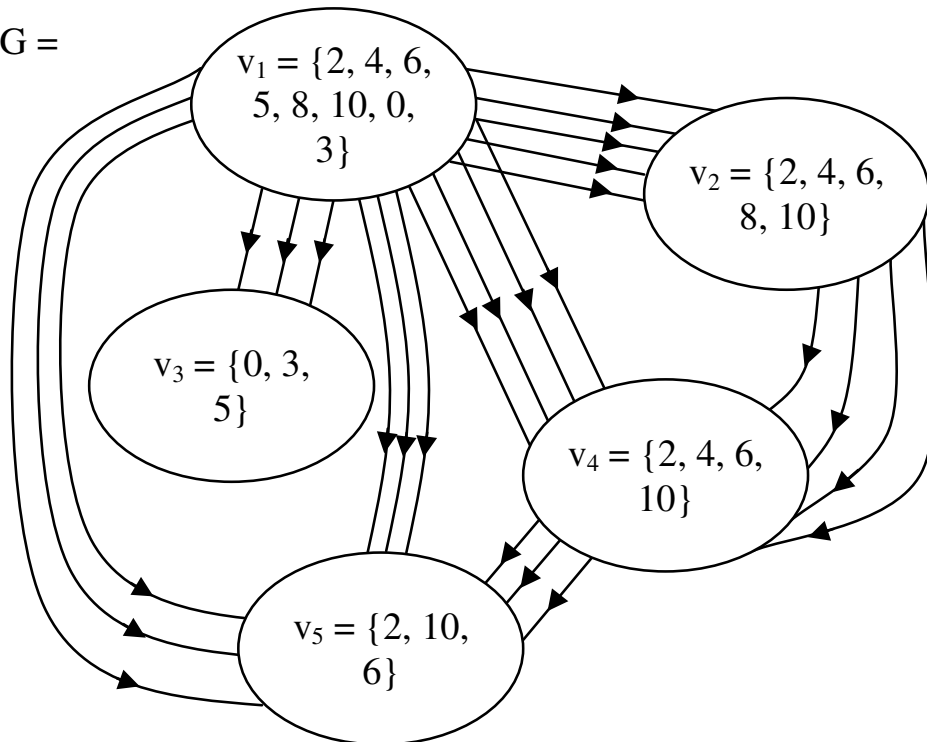 G =
v₁ = {2, 4, 6,
5, 8, 10, 0,
3}
v₂ = {2, 4, 6,
8, 10}
v₃ = {0, 3,
5}
v₄ = {2, 4, 6,
10}
v₅ = {2, 10,
6}